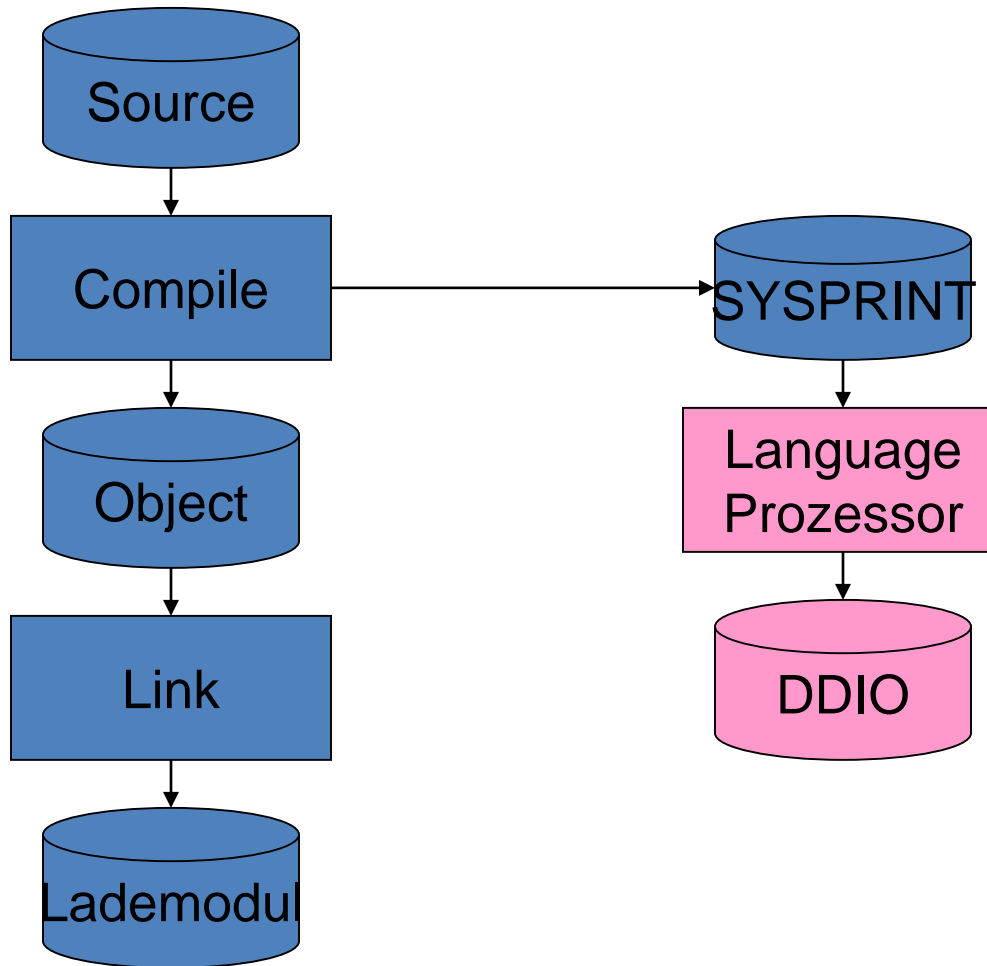 Source
Compile
SYSPRINT
Object
Language
Prozessor
Link
DDIO
Lademodul